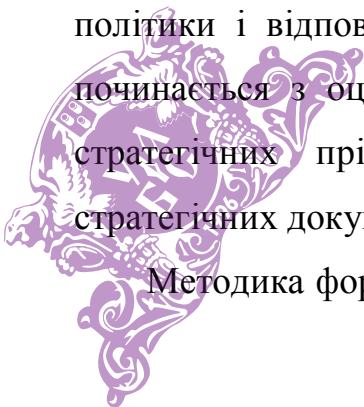 політики і відпов
починається з оц
стратегічних прі
стратегічних доку
Методика фор